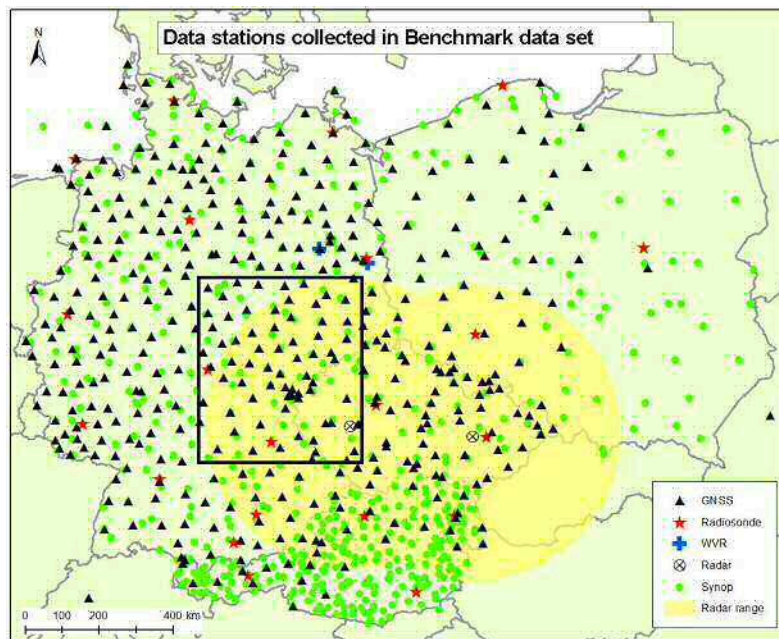 Data stations collected in Benchmark data set
N
GNSS
Radiosonde
WVR
Radar
Synop
Radar range
0 100 200 400 km